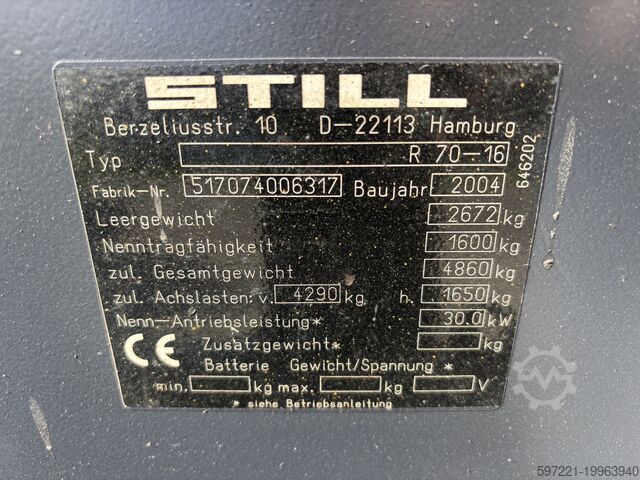 STILL
Berzeliusstr. 10 D-22113 Hamburg
Typ R 70-16
Fabrik-Nr. 517074006317 Baujahr 2004
Leergewicht 2672 kg
Nenntragfähigkeit 1600 kg
zul. Gesamtgewicht 4860 kg
zul. Achslasten: v. 4290 kg h. 1650 kg
Nenn-Antriebsleistung* 30.0 kW
Zusatzgewicht* kg
CE
Batterie Gewicht/Spannung *
min. kg max. kg V
* siehe Betriebsanleitung
646202
597221-19963940